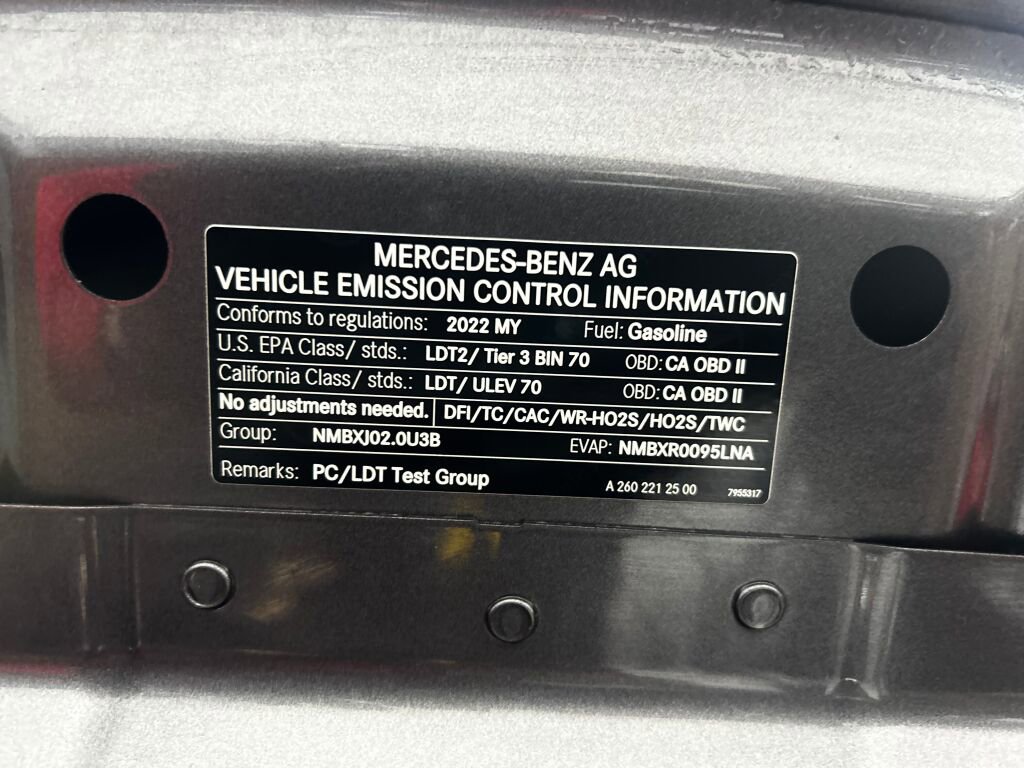 MERCEDES-BENZ AG
VEHICLE EMISSION CONTROL INFORMATION
Conforms to regulations: 2022 MY Fuel: Gasoline
U.S. EPA Class/ stds.: LDT2/ Tier 3 BIN 70 OBD: CA OBD II
California Class/ stds.: LDT/ ULEV 70 OBD: CA OBD II
No adjustments needed. DFI/TC/CAC/WR-HO2S/HO2S/TWC
Group: NMBXJ02.0U3B EVAP: NMBXR0095LNA
Remarks: PC/LDT Test Group A 260 221 25 00 7955317